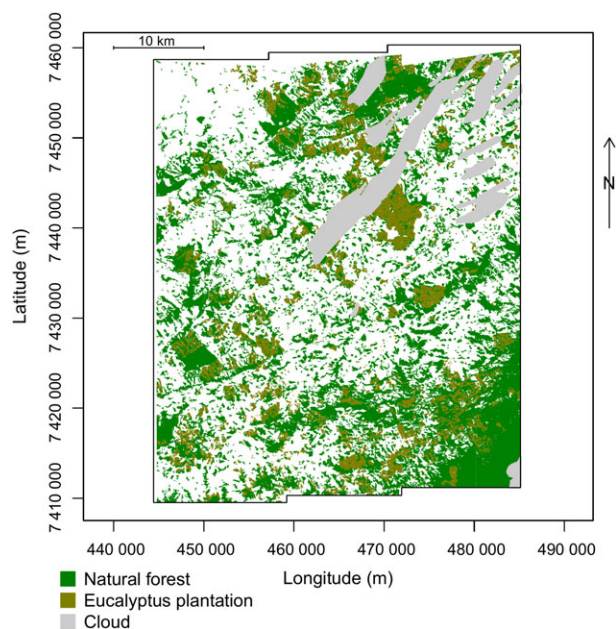 10 km
N
Latitude (m)
7 460 000
7 450 000
7 440 000
7 430 000
7 420 000
7 410 000
440 000 450 000 460 000 470 000 480 000 490 000
Longitude (m)
Natural forest
Eucalyptus plantation
Cloud